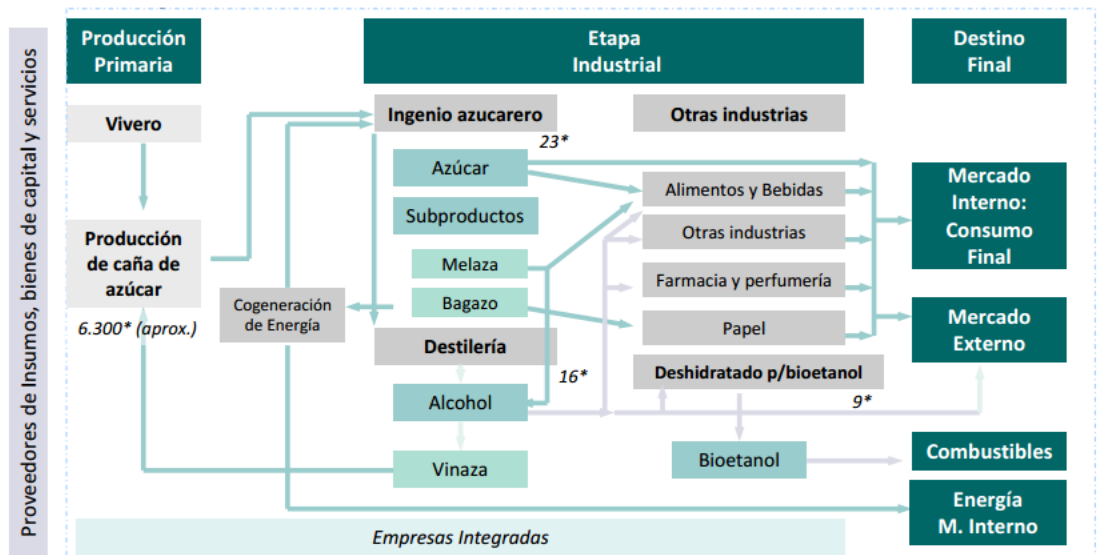 Proveedores de Insumos, bienes de capital y servicios
Producción
Primaria
Etapa
Industrial
Destino
Final
Vivero
Ingenio azucarero
Otras industrias
23*
Azúcar
Alimentos y Bebidas
Mercado
Interno:
Consumo
Final
Subproductos
Otras industrias
Producción
de caña de
azúcar
6.300* (aprox.)
Melaza
Farmacia y perfumería
Cogeneración
de Energía
Bagazo
Papel
Mercado
Externo
Destilería
16*
Deshidratado p/bioetanol
9*
Alcohol
Vinaza
Bioetanol
Combustibles
Energía
M. Interno
Empresas Integradas